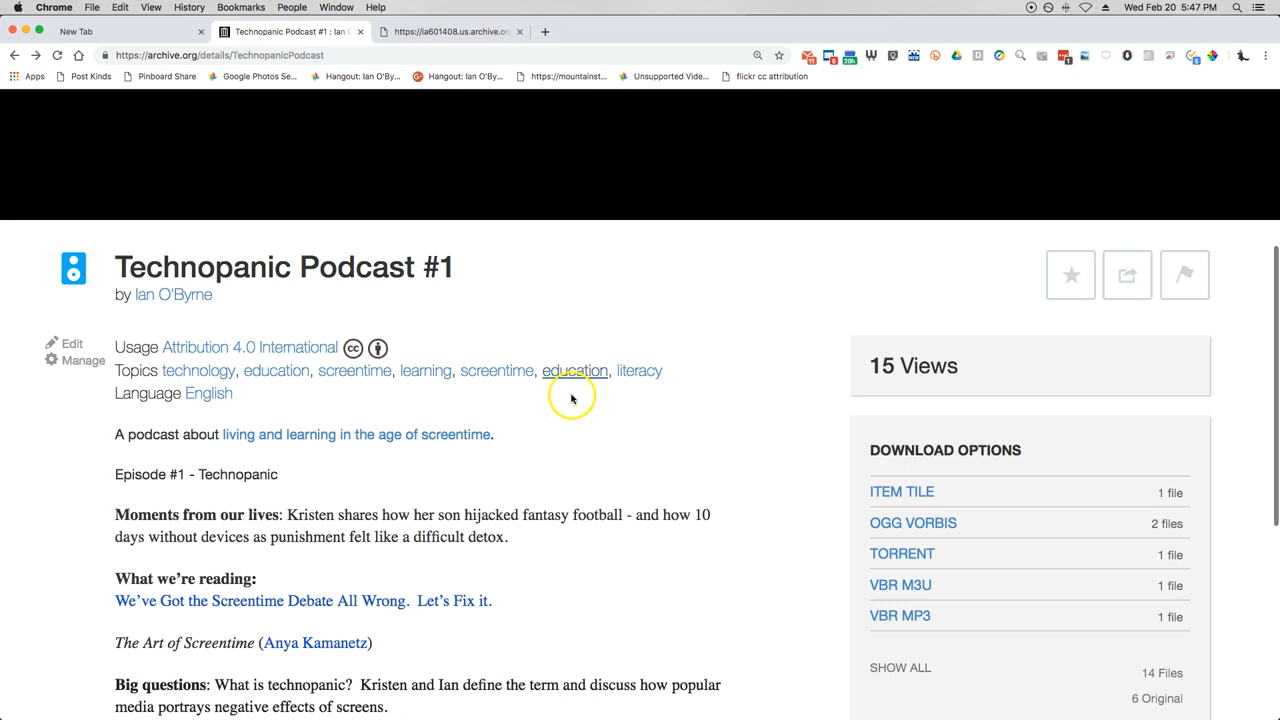 Chrome File Edit View History Bookmarks People Window Help Wed Feb 20 5:47 PM
New Tab Technopanic Podcast #1 : Ian O https://ia601408.us.archive.or
https://archive.org/details/TechnopanicPodcast
Apps Post Kinds Pinboard Share Google Photos Se... Hangout: Ian O'By... Hangout: Ian O'By... https://mountainst... Unsupported Vide... flickr cc attribution
Technopanic Podcast #1
by Ian O'Byrne
Edit
Manage
Usage Attribution 4.0 International
Topics technology, education, screentime, learning, screentime, education, literacy
Language English
A podcast about living and learning in the age of screentime.
Episode #1 - Technopanic
Moments from our lives: Kristen shares how her son hijacked fantasy football - and how 10
days without devices as punishment felt like a difficult detox.
What we're reading:
We've Got the Screentime Debate All Wrong. Let's Fix it.
The Art of Screentime (Anya Kamanetz)
Big questions: What is technopanic? Kristen and Ian define the term and discuss how popular
media portrays negative effects of screens.
15 Views
DOWNLOAD OPTIONS
ITEM TILE 1 file
OGG VORBIS 2 files
TORRENT 1 file
VBR M3U 1 file
VBR MP3 1 file
SHOW ALL 14 Files
6 Original